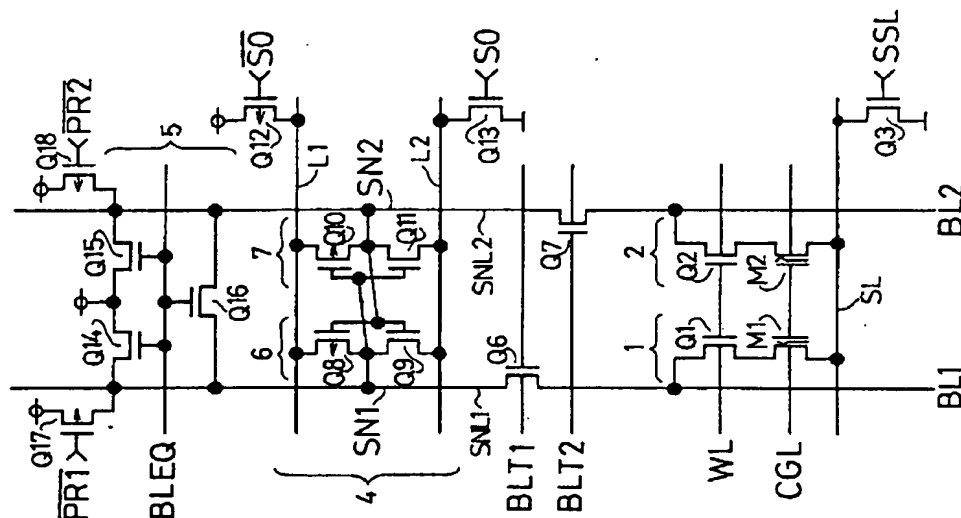 Q18
PR2
PR1
Q17
Q14
Q15
5
BLEQ
Q16
S0
Q12
L1
6
7
SN2
Q8
Q10
4
SN1
Q9
Q11
L2
S0
Q13
SNL1
SNL2
BLT1
Q6
BLT2
Q7
1
2
WL
Q1
Q2
CGL
M1
M2
SSL
SL
Q3
BL1
BL2